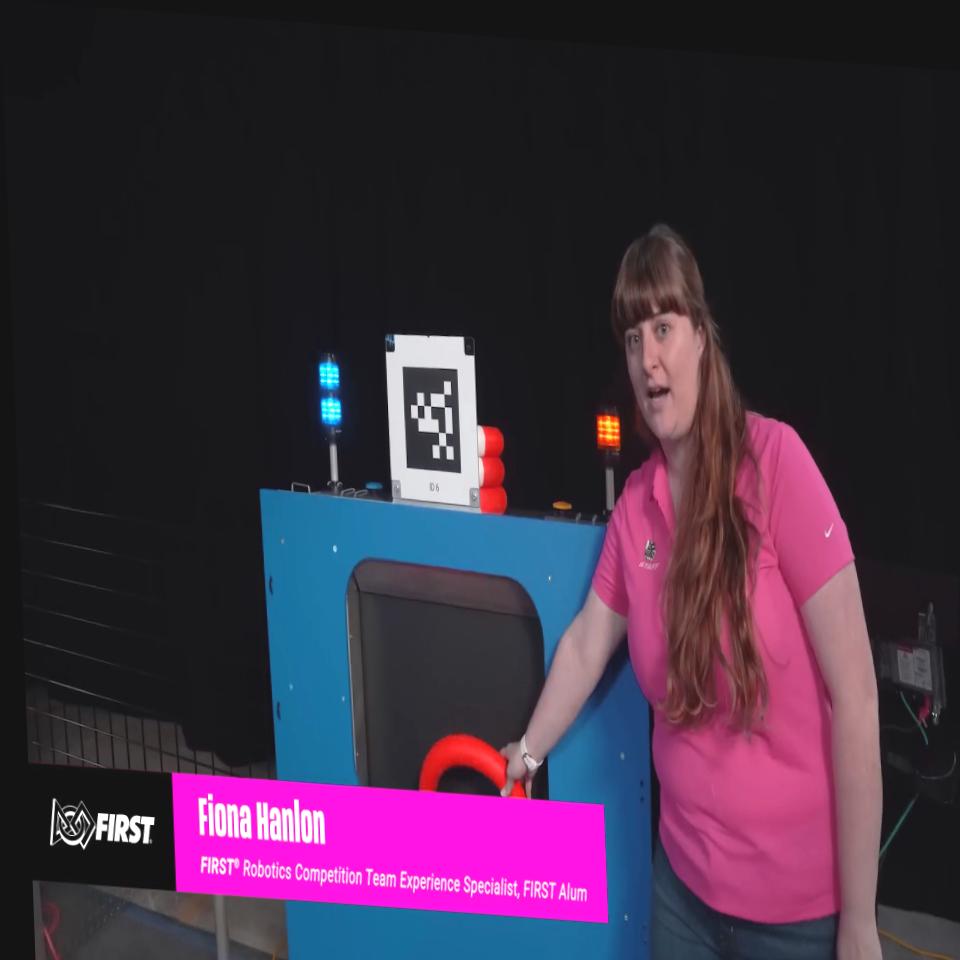 ID 6
FIRST
Fiona Hanlon
FIRST® Robotics Competition Team Experience Specialist, FIRST Alum